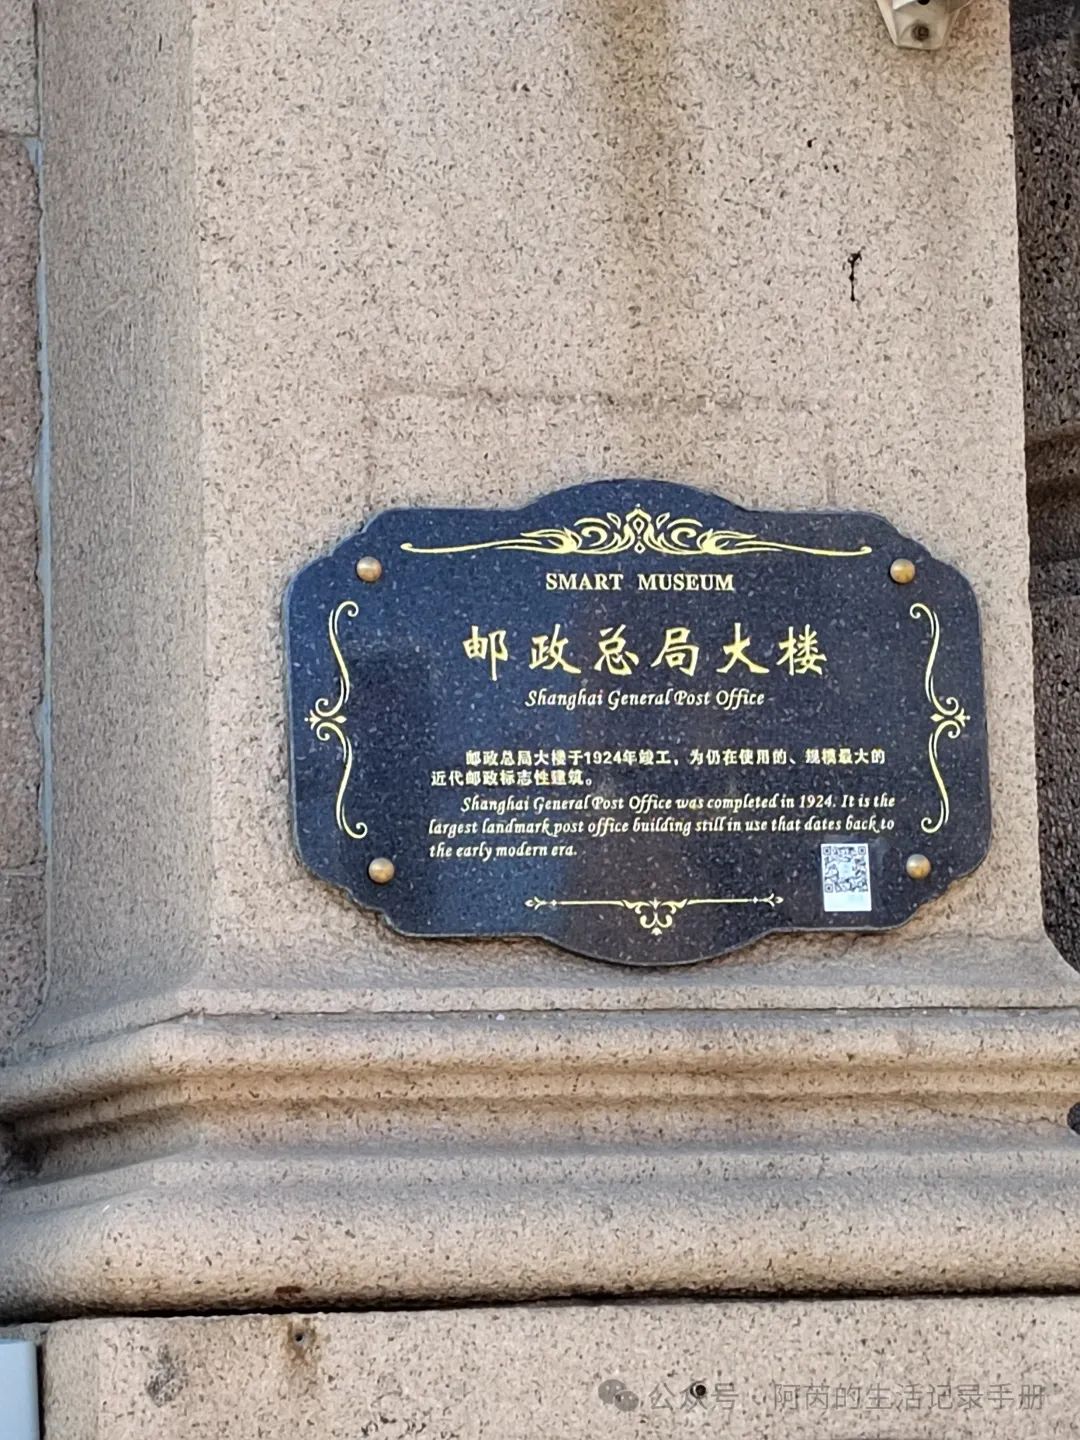 SMART MUSEUM
邮政总局大楼
Shanghai General Post Office
邮政总局大楼于1924年竣工，为仍在使用的、规模最大的
近代邮政标志性建筑。
Shanghai General Post Office was completed in 1924. It is the
largest landmark post office building still in use that dates back to
the early modern era.
公众号·阿茵的生活记录手册